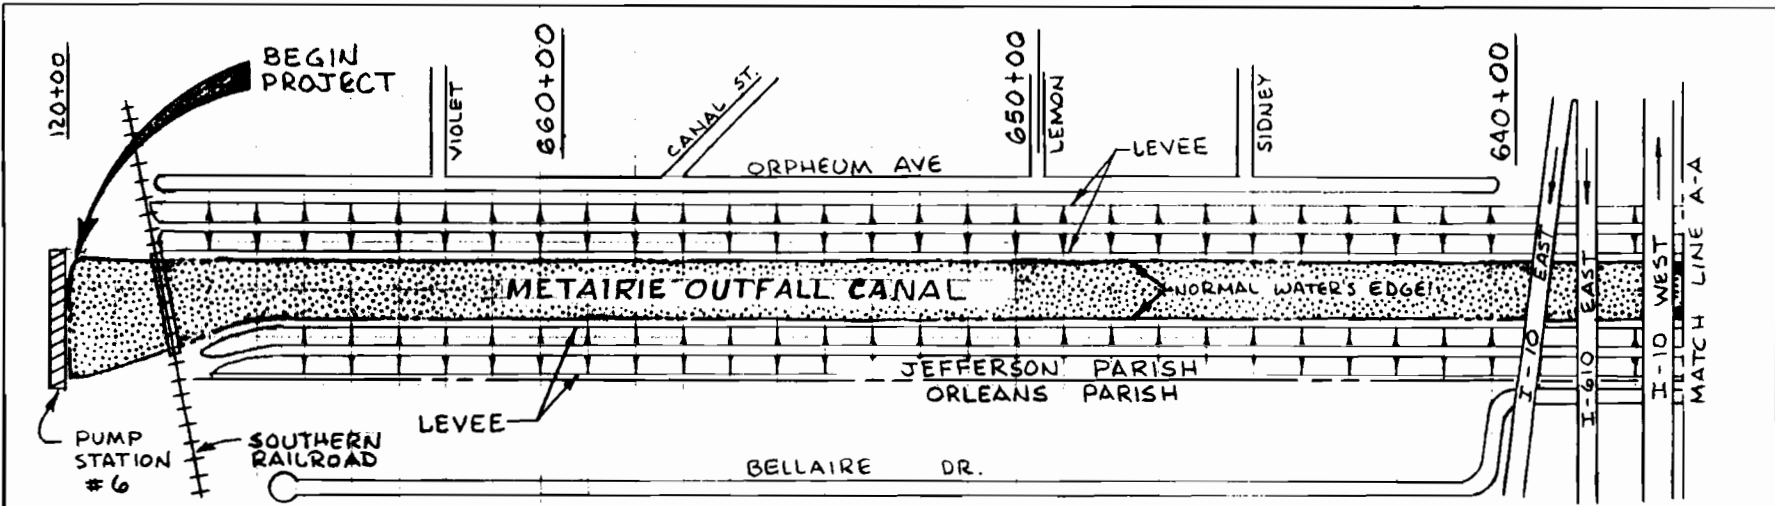 120+00
BEGIN
PROJECT
VIOLET
660+00
CANAL ST.
ORPHEUM AVE
650+00
LEMON
LEVEE
SIDNEY
640+00
METAIRIE OUTFALL CANAL
NORMAL WATER'S EDGE
I-10 EAST
I-610 EAST
I-10 WEST
MATCH LINE A-A
JEFFERSON PARISH
ORLEANS PARISH
LEVEE
PUMP
STATION
#6
SOUTHERN
RAILROAD
BELLAIRE DR.